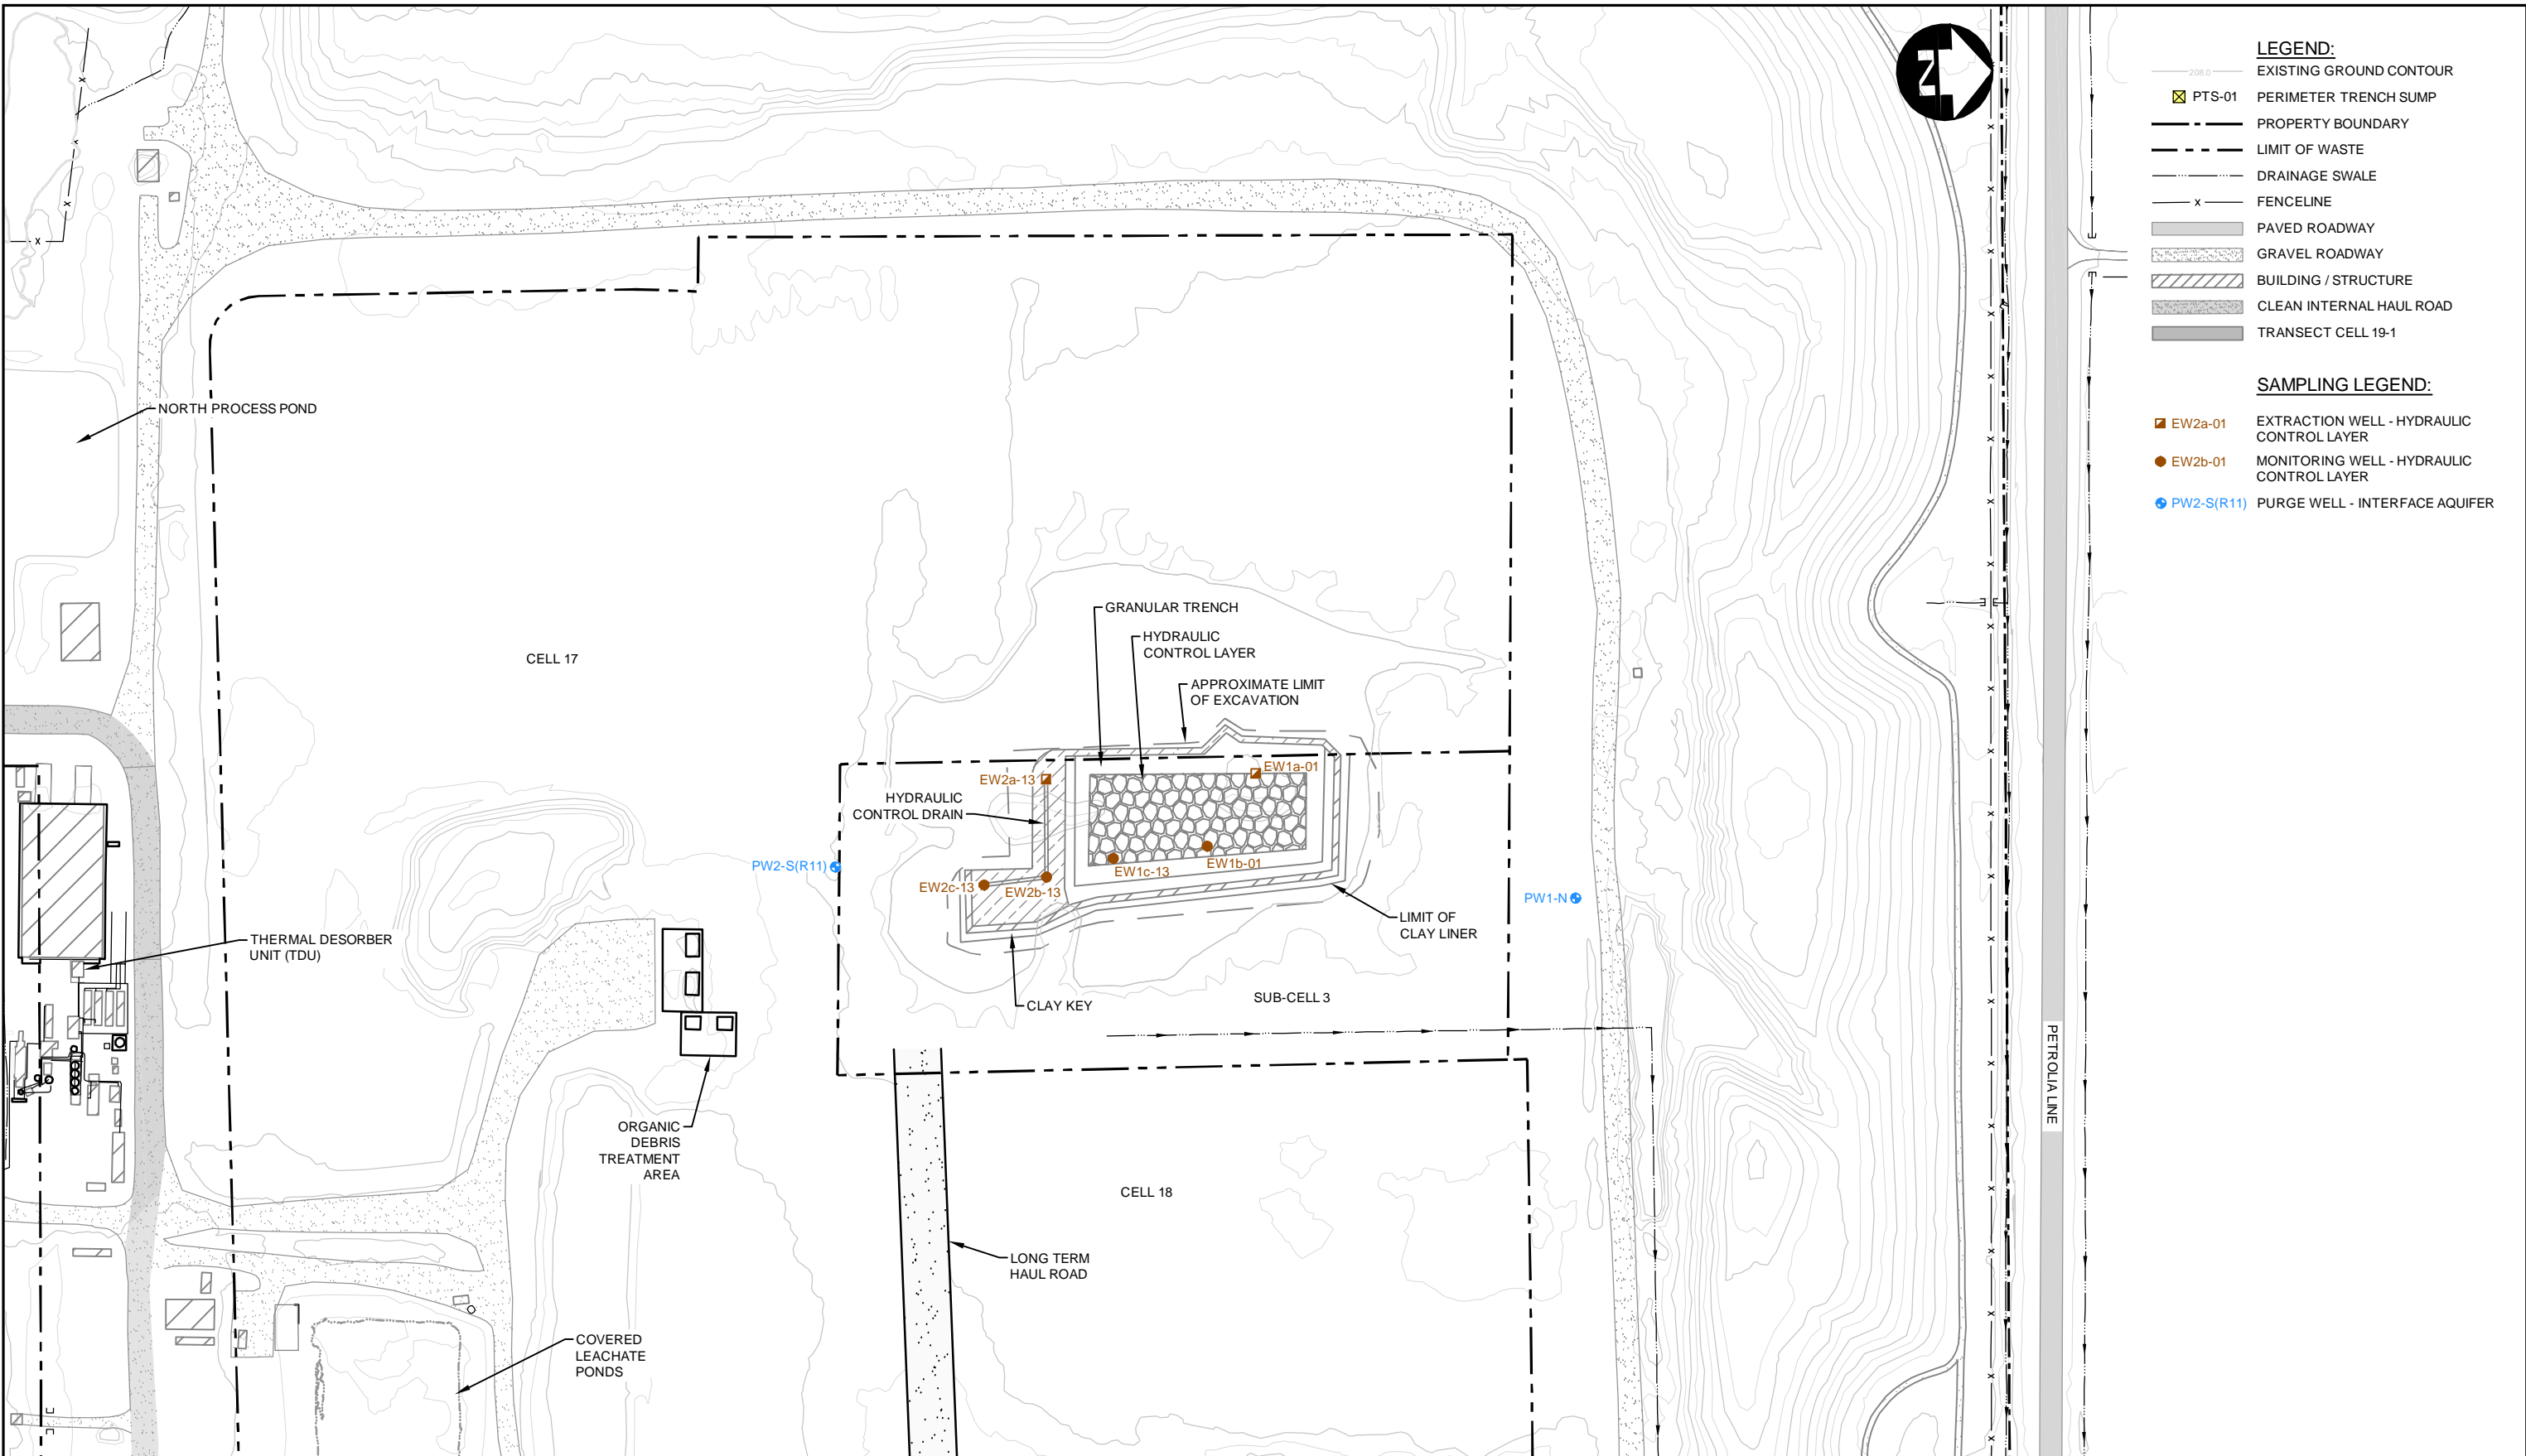 N
LEGEND:
208.0
EXISTING GROUND CONTOUR
PTS-01 PERIMETER TRENCH SUMP
PROPERTY BOUNDARY
LIMIT OF WASTE
DRAINAGE SWALE
x FENCELINE
PAVED ROADWAY
GRAVEL ROADWAY
BUILDING / STRUCTURE
CLEAN INTERNAL HAUL ROAD
TRANSECT CELL 19-1
SAMPLING LEGEND:
EW2a-01 EXTRACTION WELL - HYDRAULIC
CONTROL LAYER
EW2b-01 MONITORING WELL - HYDRAULIC
CONTROL LAYER
PW2-S(R11) PURGE WELL - INTERFACE AQUIFER
NORTH PROCESS POND
CELL 17
GRANULAR TRENCH
HYDRAULIC
CONTROL LAYER
APPROXIMATE LIMIT
OF EXCAVATION
EW2a-13
EW1a-01
HYDRAULIC
CONTROL DRAIN
PW2-S(R11)
EW2c-13
EW2b-13
EW1c-13
EW1b-01
PW1-N
LIMIT OF
CLAY LINER
THERMAL DESORBER
UNIT (TDU)
CLAY KEY
SUB-CELL 3
PETROLIA LINE
ORGANIC
DEBRIS
TREATMENT
AREA
CELL 18
LONG TERM
HAUL ROAD
COVERED
LEACHATE
PONDS